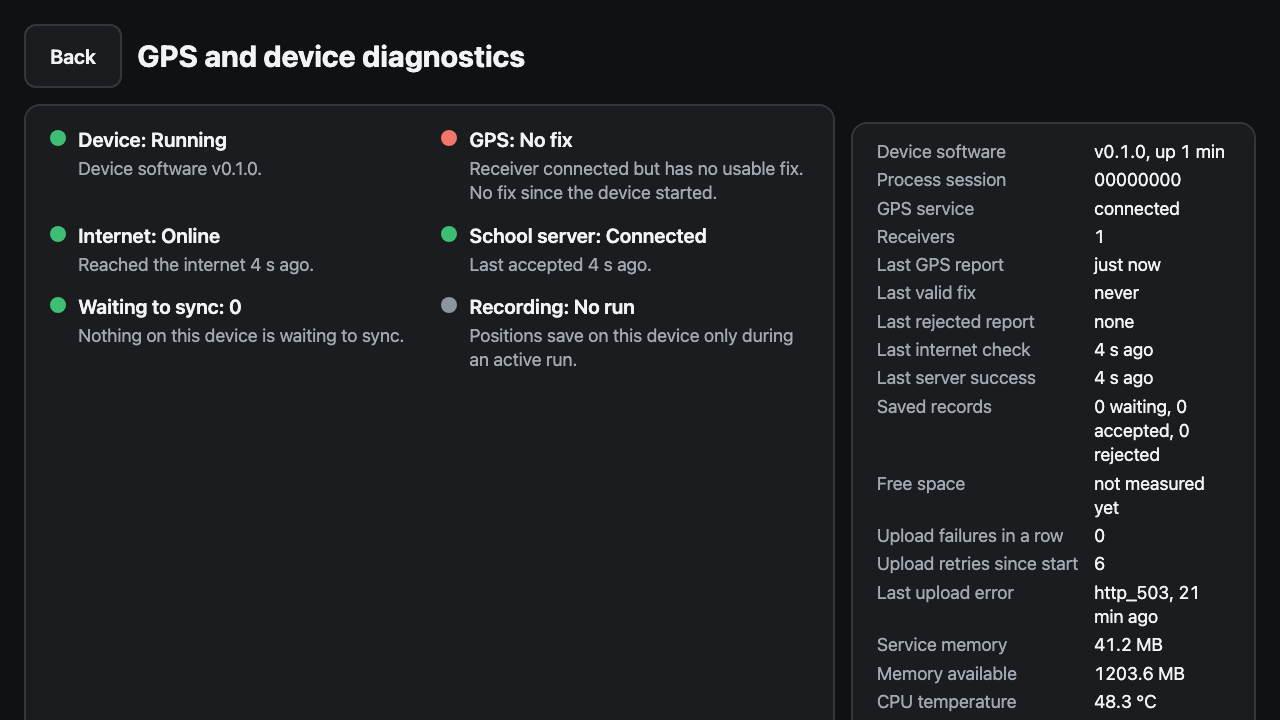 Back
GPS and device diagnostics
Device: Running
Device software v0.1.0.
GPS: No fix
Receiver connected but has no usable fix.
No fix since the device started.
Internet: Online
Reached the internet 4 s ago.
School server: Connected
Last accepted 4 s ago.
Waiting to sync: 0
Nothing on this device is waiting to sync.
Recording: No run
Positions save on this device only during
an active run.
Device software v0.1.0, up 1 min
Process session 00000000
GPS service connected
Receivers 1
Last GPS report just now
Last valid fix never
Last rejected report none
Last internet check 4 s ago
Last server success 4 s ago
Saved records 0 waiting, 0
accepted, 0
rejected
Free space not measured
yet
Upload failures in a row 0
Upload retries since start 6
Last upload error http_503, 21
min ago
Service memory 41.2 MB
Memory available 1203.6 MB
CPU temperature 48.3 °C